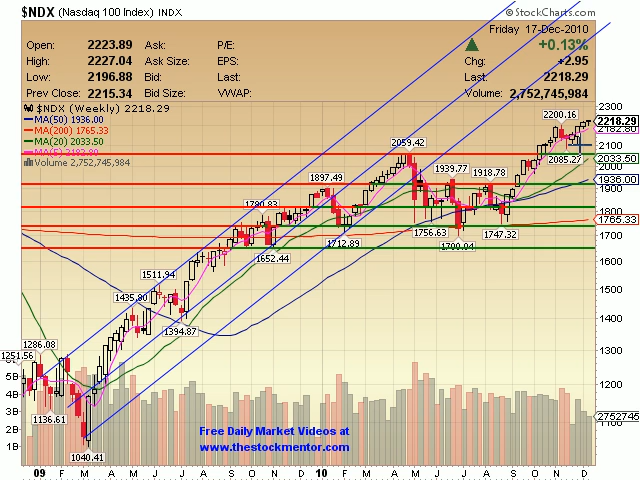 $NDX (Nasdaq 100 Index) INDX
© StockCharts.com
Friday 17-Dec-2010
Open: 2223.89 Ask: P/E: +0.13%
High: 2227.04 Ask Size: EPS: Chg: +2.95
Low: 2196.88 Bid: Last: Last: 2218.29
Prev Close: 2215.34 Bid Size: VWAP: Volume: 2,752,745,984
$NDX (Weekly) 2218.29
MA(50) 1936.00
MA(200) 1765.33
MA(20) 2033.50
MA(5) 2182.80
Volume 2,752,745,984
2300
2218.29
2182.80
2100
2033.50
2000
1936.00
1900
1800
1765.33
1700
1600
1500
1400
1300
1200
1100
2752745
2200.16
2085.27
2059.42
1939.77
1918.78
1897.49
1780.83
1756.63
1747.32
1712.89
1700.04
1652.44
1511.94
1435.90
1394.87
1286.08
1251.56
1136.61
1040.41
5B
4B
3B
2B
1B
Free Daily Market Videos at
www.thestockmentor.com
09 F M A M J J A S O N D 10 F M A M J J A S O N D